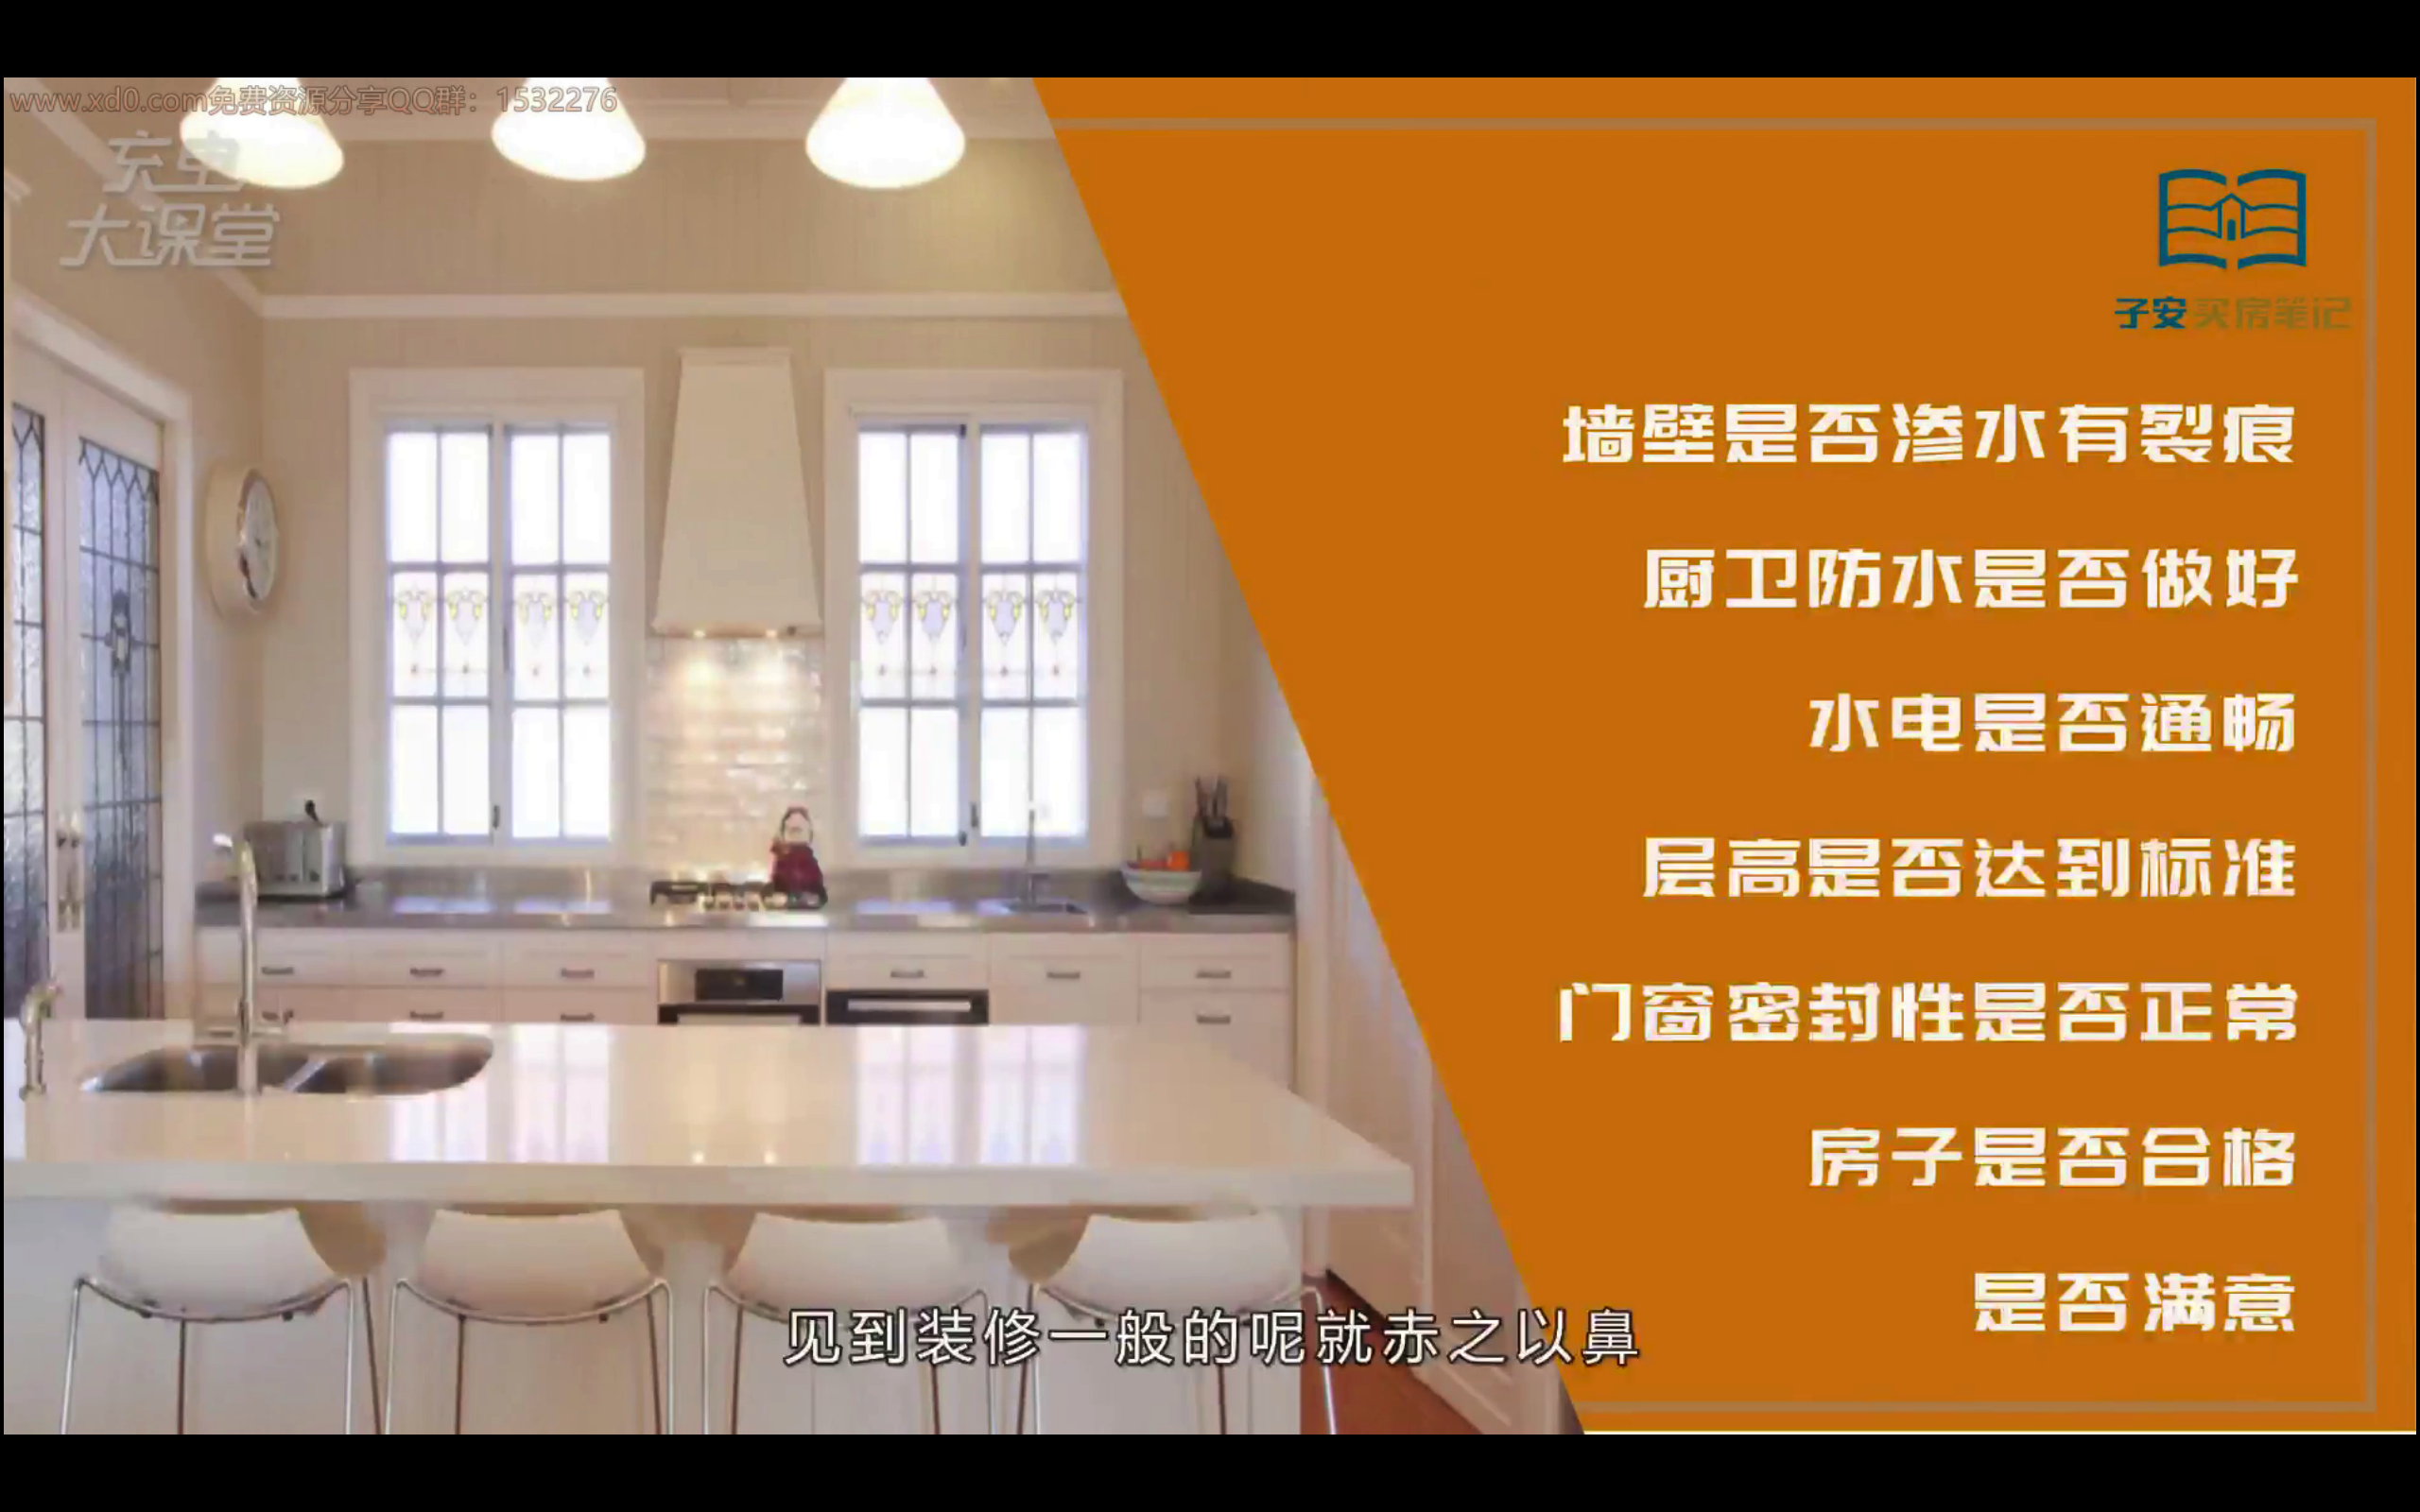 www.xd0.com免费资源分享QQ群：1532276
充电
大课堂
子安买房笔记
墙壁是否渗水有裂痕
厨卫防水是否做好
水电是否通畅
层高是否达到标准
门窗密封性是否正常
房子是否合格
是否满意
见到装修一般的呢就赤之以鼻